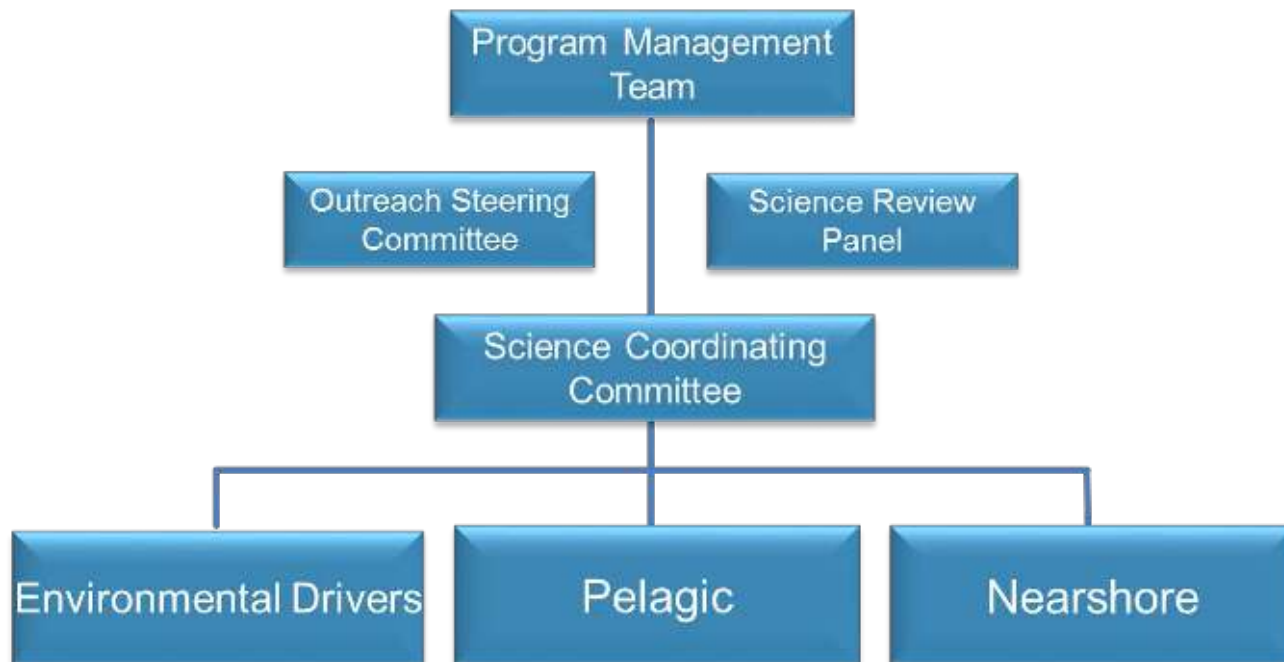 Program Management
Team
Outreach Steering
Committee
Science Review
Panel
Science Coordinating
Committee
Environmental Drivers
Pelagic
Nearshore